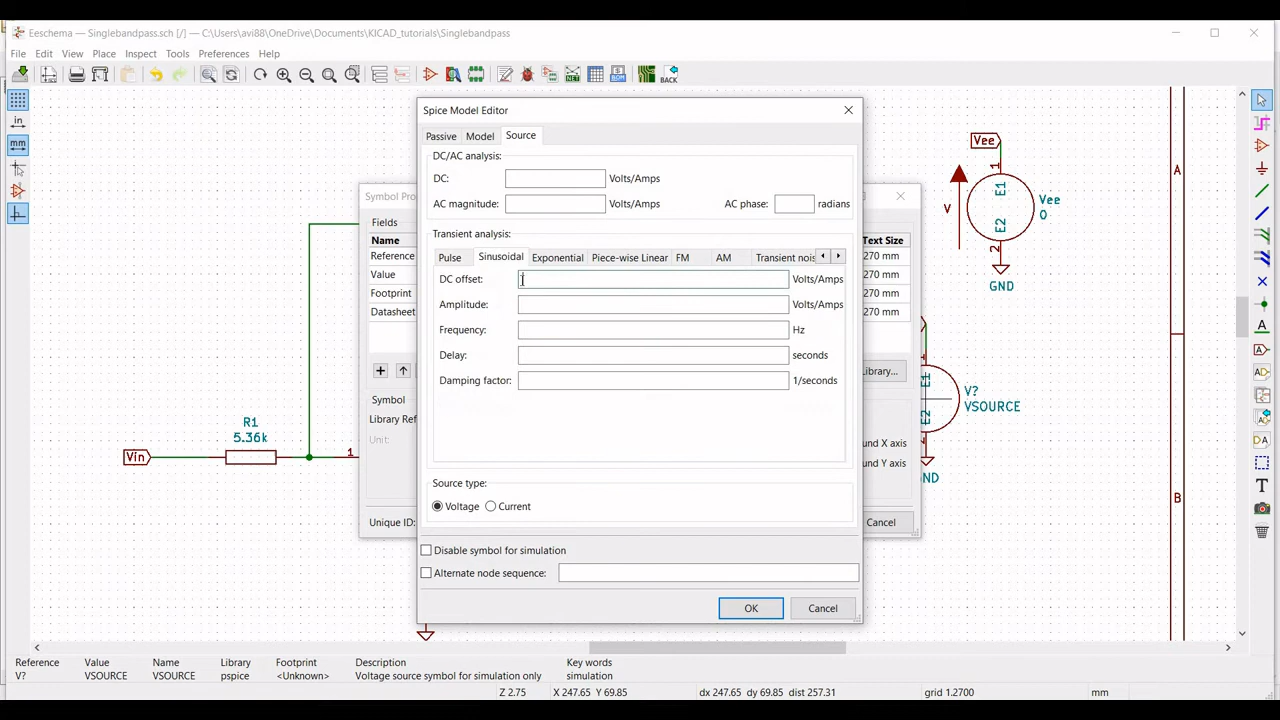 Eeschema — Singlebandpass.sch [/] — C:\Users\avi88\OneDrive\Documents\KICAD_tutorials\Singlebandpass
File Edit View Place Inspect Tools Preferences Help
BOM
BACK
in
mm
Spice Model Editor
Passive Model Source
DC/AC analysis:
DC: Volts/Amps
AC magnitude: Volts/Amps AC phase: radians
Transient analysis:
Pulse Sinusoidal Exponential Piece-wise Linear FM AM Transient nois
DC offset: Volts/Amps
Amplitude: Volts/Amps
Frequency: Hz
Delay: seconds
Damping factor: 1/seconds
Source type:
Voltage Current
Disable symbol for simulation
Alternate node sequence:
OK Cancel
Symbol Pro
Fields
Name
Reference
Value
Footprint
Datasheet
Symbol
Library Ref
Unit:
Unique ID:
Text Size
270 mm
270 mm
270 mm
270 mm
Library...
und X axis
und Y axis
Cancel
Vee
1
V
E1
E2
2
Vee
0
GND
1
E1
E2
V?
VSOURCE
ND
A
B
R1
5.36k
Vin
1
Reference Value Name Library Footprint Description Key words
V? VSOURCE VSOURCE pspice <Unknown> Voltage source symbol for simulation only simulation
Z 2.75 X 247.65 Y 69.85 dx 247.65 dy 69.85 dist 257.31 grid 1.2700 mm